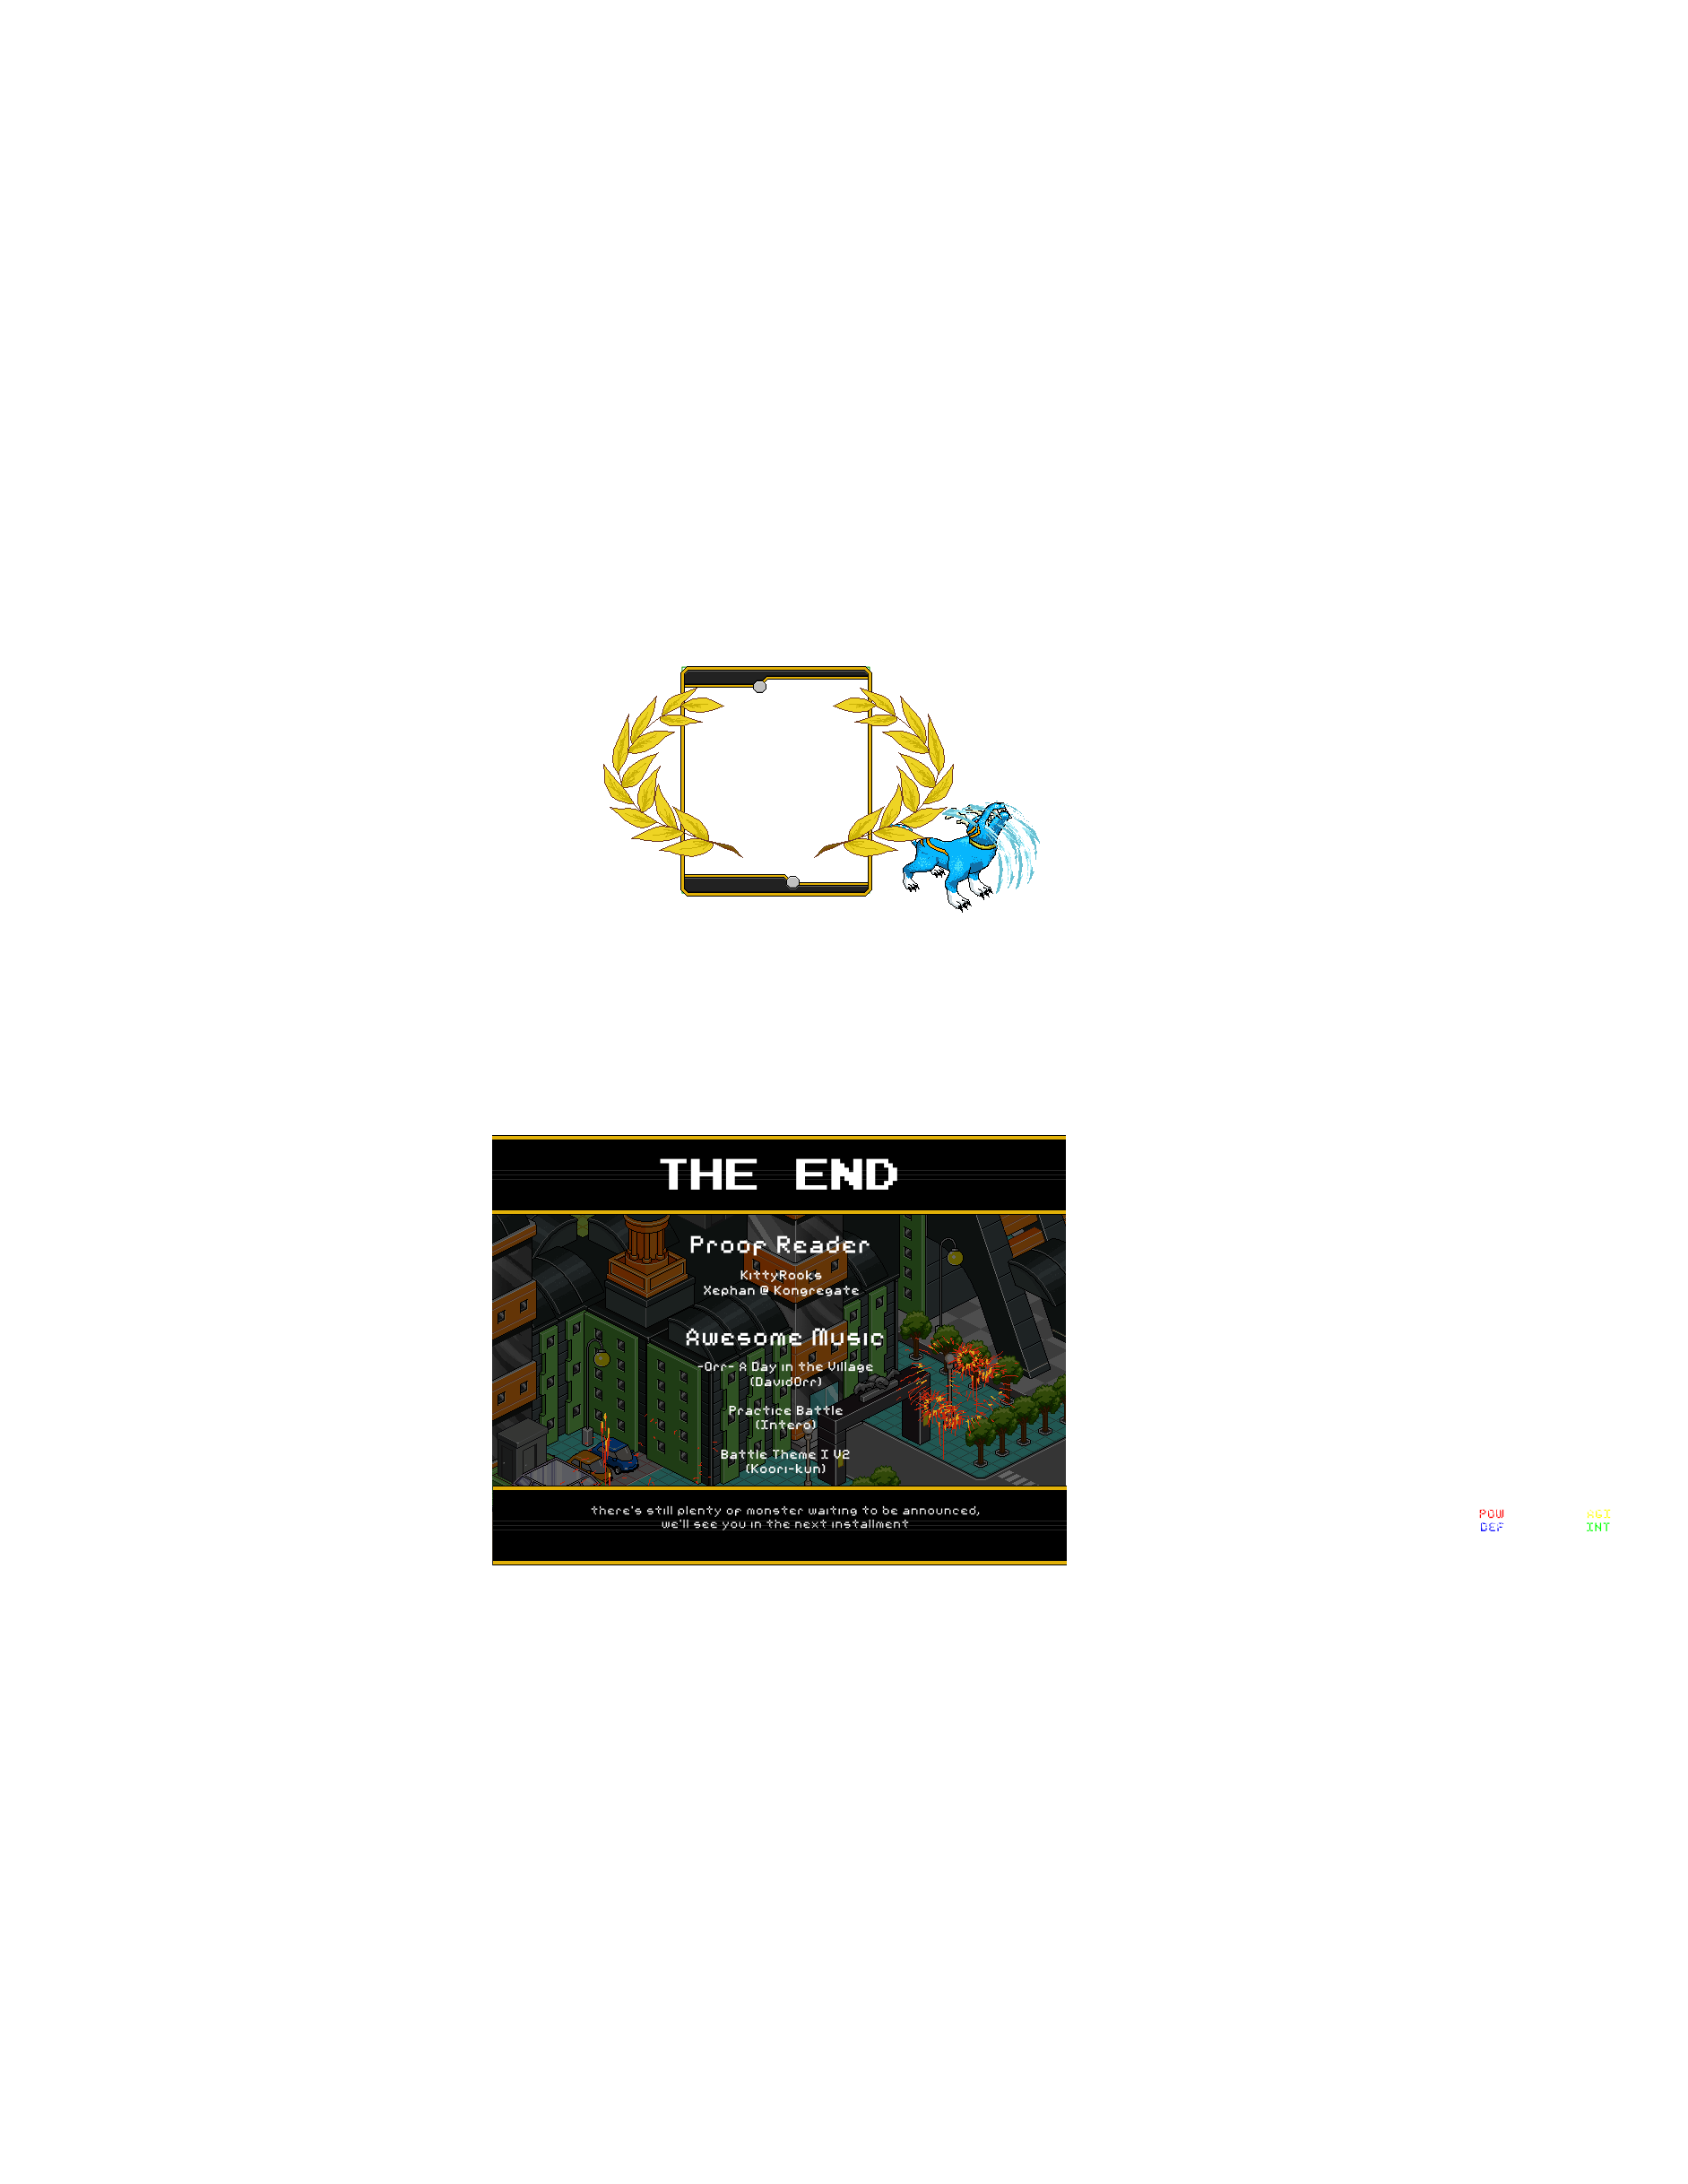 THE END
Proof Reader
KittyRooks
Xephan @ Kongregate
Awesome Music
-Orr- A Day in the Village
(DavidOrr)
Practice Battle
(Intero)
Battle Theme I V2
(Koori-kun)
there's still plenty of monster waiting to be announced,
we'll see you in the next installment
POW AGI
DEF INT